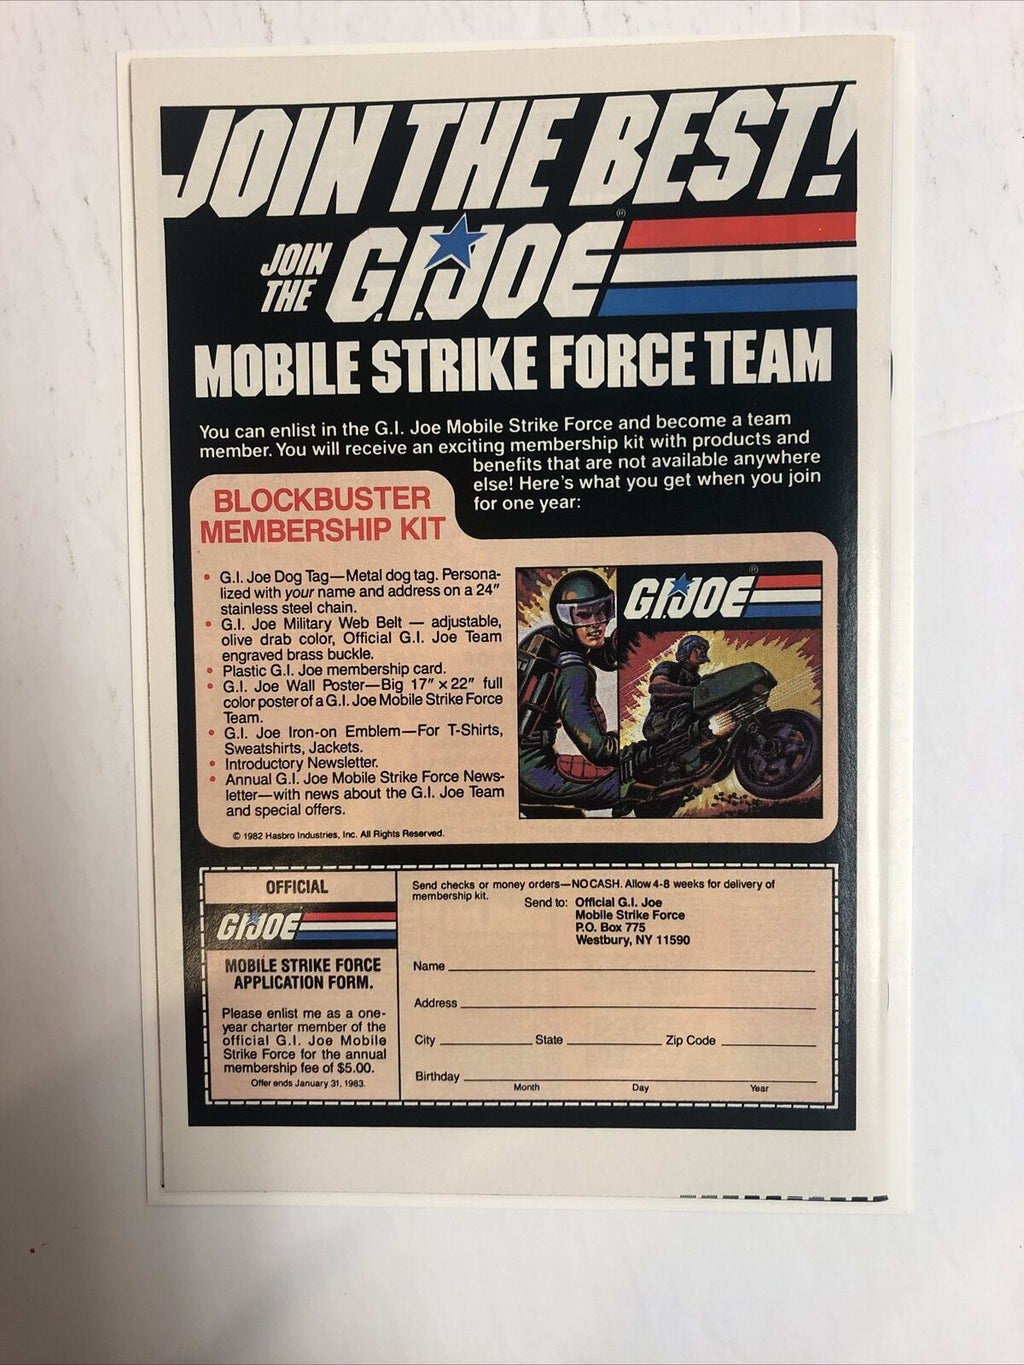 JOIN THE BEST!
JOIN
THE
G.I.JOE
®
MOBILE STRIKE FORCE TEAM
You can enlist in the G.I. Joe Mobile Strike Force and become a team
member. You will receive an exciting membership kit with products and
benefits that are not available anywhere
else! Here's what you get when you join
for one year:
BLOCKBUSTER
MEMBERSHIP KIT
• G.I. Joe Dog Tag—Metal dog tag. Persona-
lized with your name and address on a 24"
stainless steel chain.
• G.I. Joe Military Web Belt — adjustable,
olive drab color, Official G.I. Joe Team
engraved brass buckle.
• Plastic G.I. Joe membership card.
• G.I. Joe Wall Poster—Big 17" x 22" full
color poster of a G.I. Joe Mobile Strike Force
Team.
• G.I. Joe Iron-on Emblem—For T-Shirts,
Sweatshirts, Jackets.
• Introductory Newsletter.
• Annual G.I. Joe Mobile Strike Force News-
letter—with news about the G.I. Joe Team
and special offers.
© 1982 Hasbro Industries, Inc. All Rights Reserved.
G.I.JOE
®
OFFICIAL
G.I.JOE
MOBILE STRIKE FORCE
APPLICATION FORM.
Please enlist me as a one-
year charter member of the
official G.I. Joe Mobile
Strike Force for the annual
membership fee of $5.00.
Offer ends January 31, 1983.
Send checks or money orders—NO CASH. Allow 4-8 weeks for delivery of
membership kit.
Send to: Official G.I. Joe
Mobile Strike Force
P.O. Box 775
Westbury, NY 11590
Name
Address
City State Zip Code
Birthday
Month Day Year